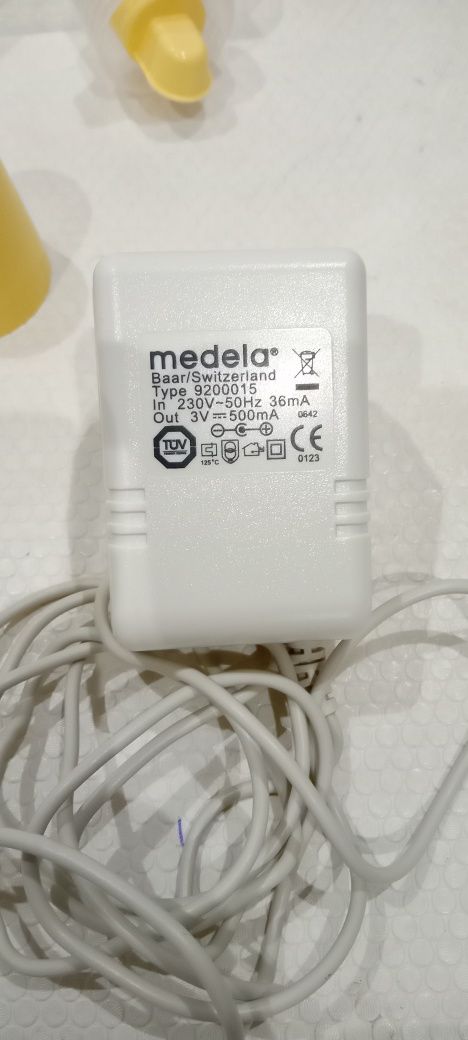 medela®
Baar/Switzerland
Type 9200015
In 230V~50Hz 36mA
Out 3V⎓500mA 0642
TÜV
125°C
CE
0123